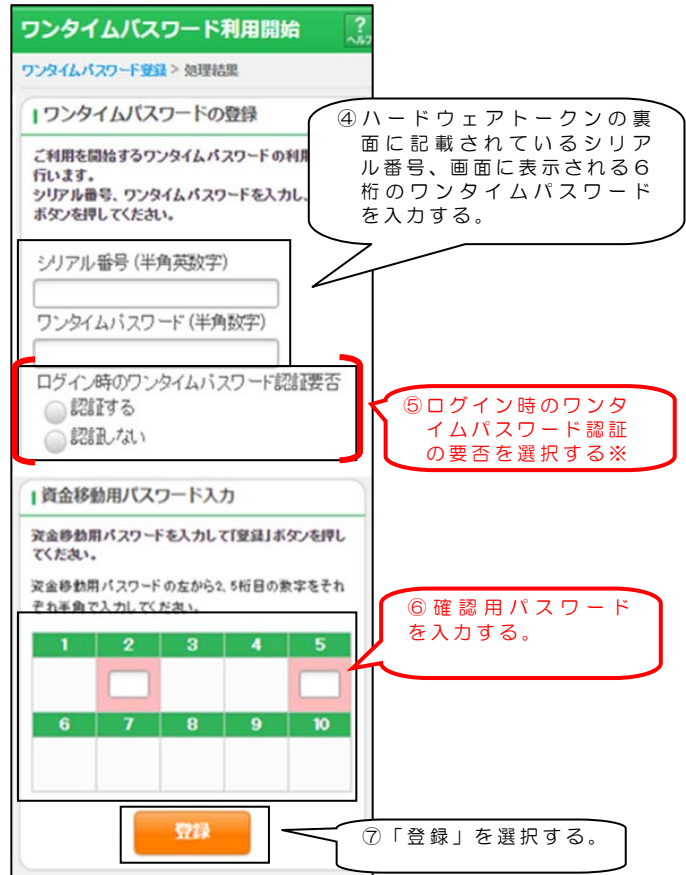 ワンタイムパスワード利用開始
?
ヘルプ
ワンタイムパスワード登録 > 処理結果
ワンタイムパスワードの登録
ご利用を開始するワンタイムパスワードの利用
行います。
シリアル番号、ワンタイムパスワードを入力し、
ボタンを押してください。
④ハードウェアトークンの裏
面に記載されているシリア
ル番号、画面に表示される6
桁のワンタイムパスワード
を入力する。
シリアル番号(半角英数字)
ワンタイムパスワード(半角数字)
ログイン時のワンタイムパスワード認証要否
認証する
認証しない
⑤ログイン時のワンタ
イムパスワード認証
の要否を選択する※
資金移動用パスワード入力
資金移動用パスワードを入力して「登録」ボタンを押し
てください。
資金移動用パスワードの左から2, 5桁目の数字をそれ
ぞれ半角で入力してください。
⑥確認用パスワード
を入力する。
1 2 3 4 5
6 7 8 9 10
登録
⑦「登録」を選択する。